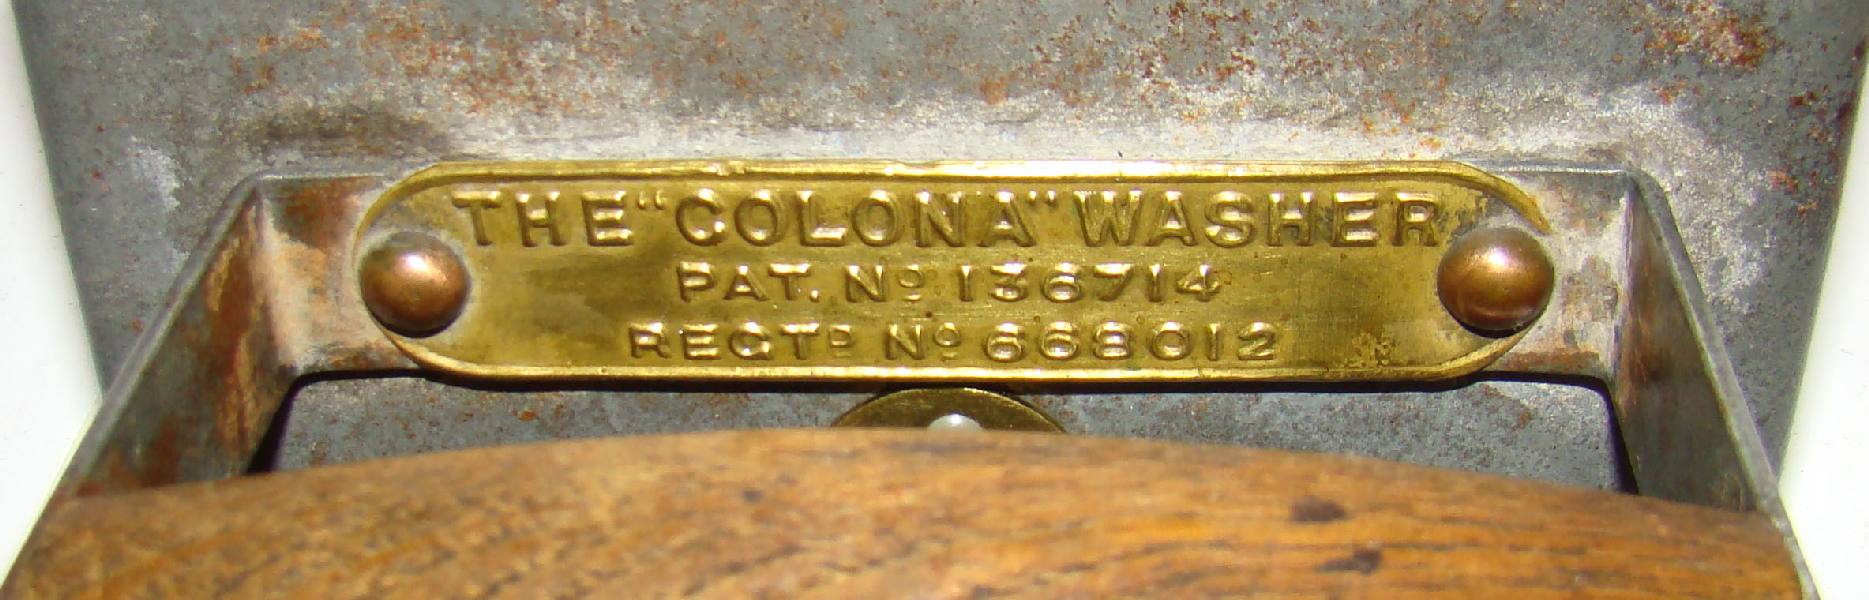 THE "COLONA" WASHER
PAT. Nº 136714
REGTD Nº 668012